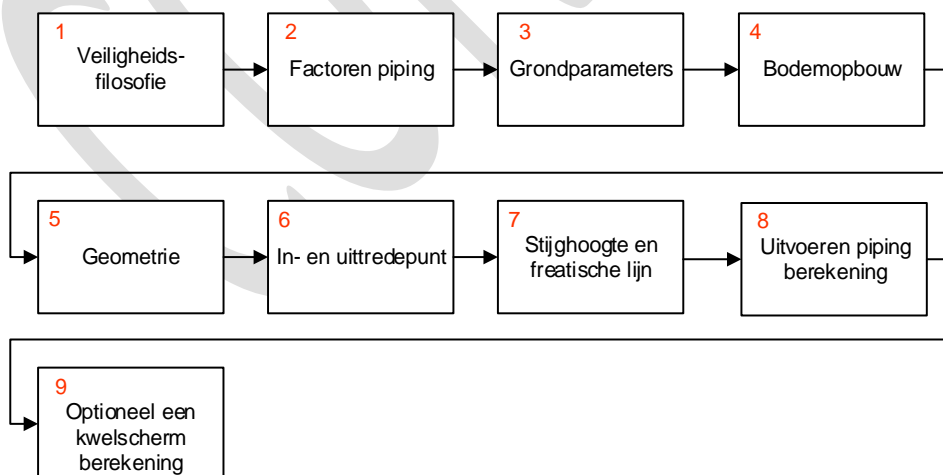 1
Veiligheids-
filosofie
2
Factoren piping
3
Grondparameters
4
Bodemopbouw
5
Geometrie
6
In- en uittredepunt
7
Stijghoogte en
freatische lijn
8
Uitvoeren piping
berekening
9
Optioneel een
kwelscherm
berekening